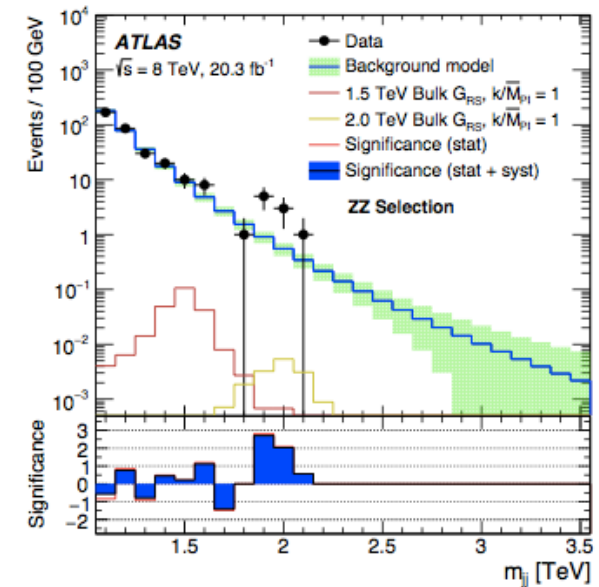 Events / 100 GeV
10⁴
10³
10²
10
1
10⁻¹
10⁻²
10⁻³
ATLAS
√s = 8 TeV, 20.3 fb⁻¹
Data
Background model
1.5 TeV Bulk G_RS, k/M̅_Pl = 1
2.0 TeV Bulk G_RS, k/M̅_Pl = 1
Significance (stat)
Significance (stat + syst)
ZZ Selection
Significance
3
2
1
0
-1
-2
1.5 2 2.5 3 3.5
m_jj [TeV]